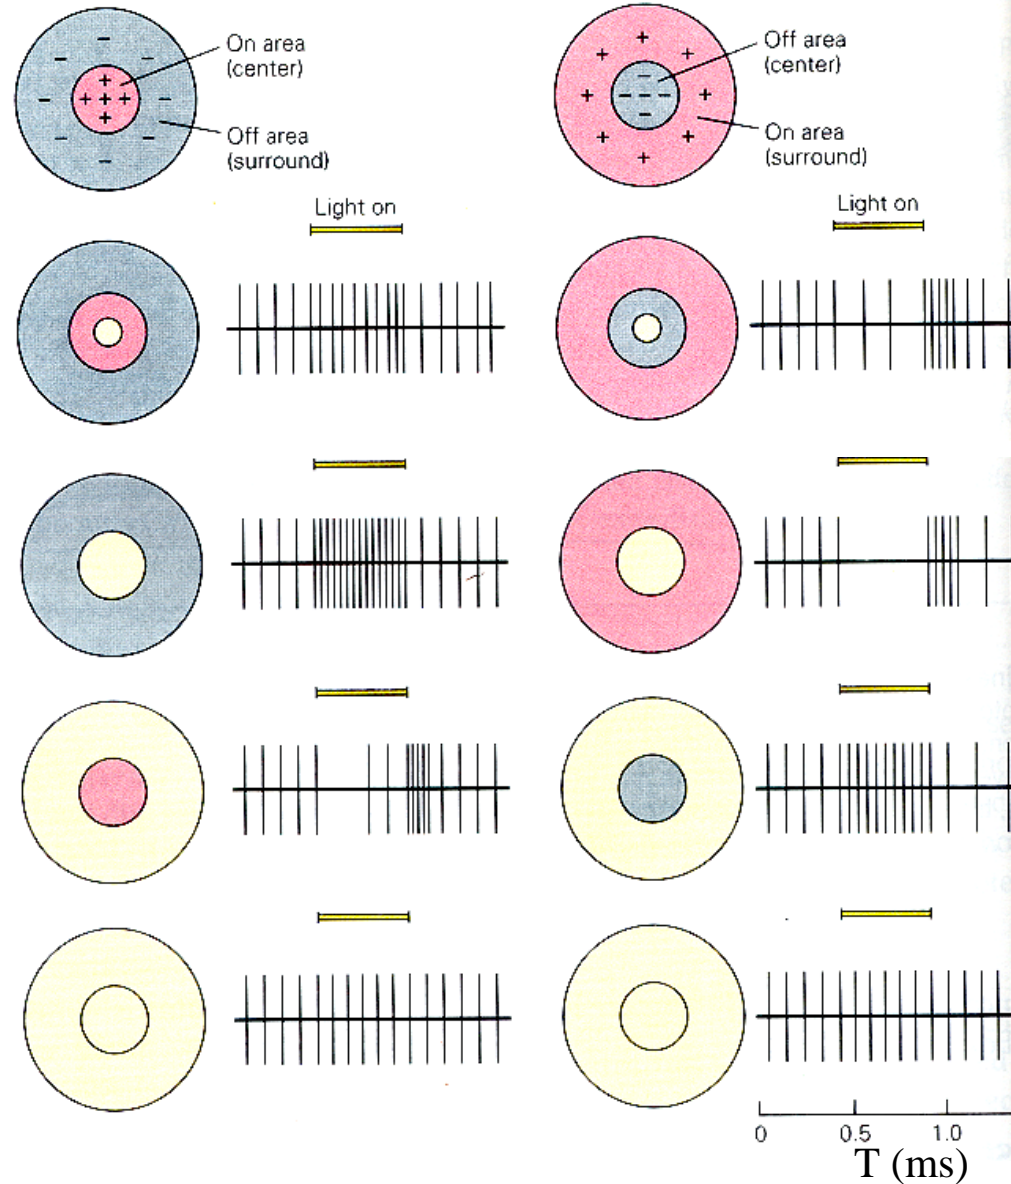 On area
(center)
Off area
(surround)
Off area
(center)
On area
(surround)
Light on
Light on
0 0.5 1.0
T (ms)